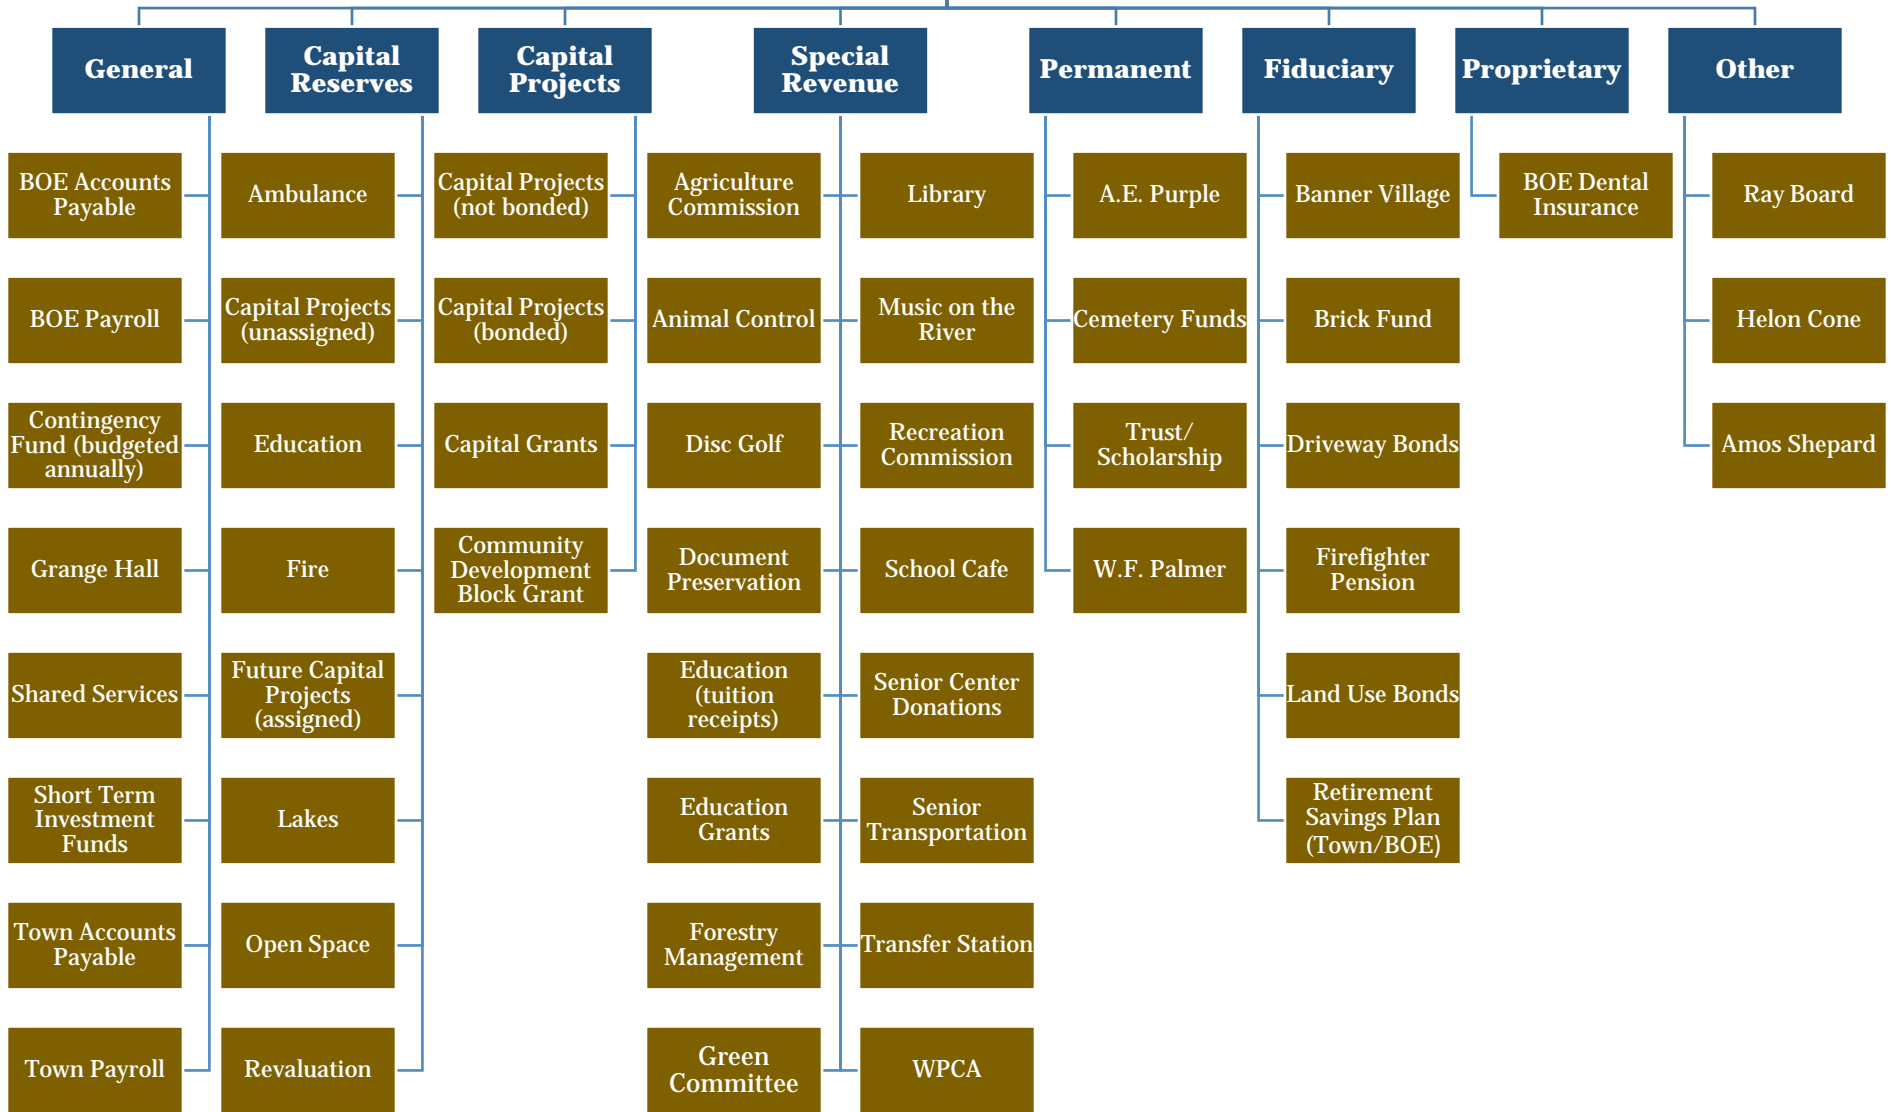 General
Capital
Reserves
Capital
Projects
Special
Revenue
Permanent
Fiduciary
Proprietary
Other
BOE Accounts
Payable
BOE Payroll
Contingency
Fund (budgeted
annually)
Grange Hall
Shared Services
Short Term
Investment
Funds
Town Accounts
Payable
Town Payroll
Ambulance
Capital Projects
(unassigned)
Education
Fire
Future Capital
Projects
(assigned)
Lakes
Open Space
Revaluation
Capital Projects
(not bonded)
Capital Projects
(bonded)
Capital Grants
Community
Development
Block Grant
Agriculture
Commission
Animal Control
Disc Golf
Document
Preservation
Education
(tuition
receipts)
Education
Grants
Forestry
Management
Green
Committee
Library
Music on the
River
Recreation
Commission
School Cafe
Senior Center
Donations
Senior
Transportation
Transfer Station
WPCA
A.E. Purple
Cemetery Funds
Trust/
Scholarship
W.F. Palmer
Banner Village
Brick Fund
Driveway Bonds
Firefighter
Pension
Land Use Bonds
Retirement
Savings Plan
(Town/BOE)
BOE Dental
Insurance
Ray Board
Helon Cone
Amos Shepard